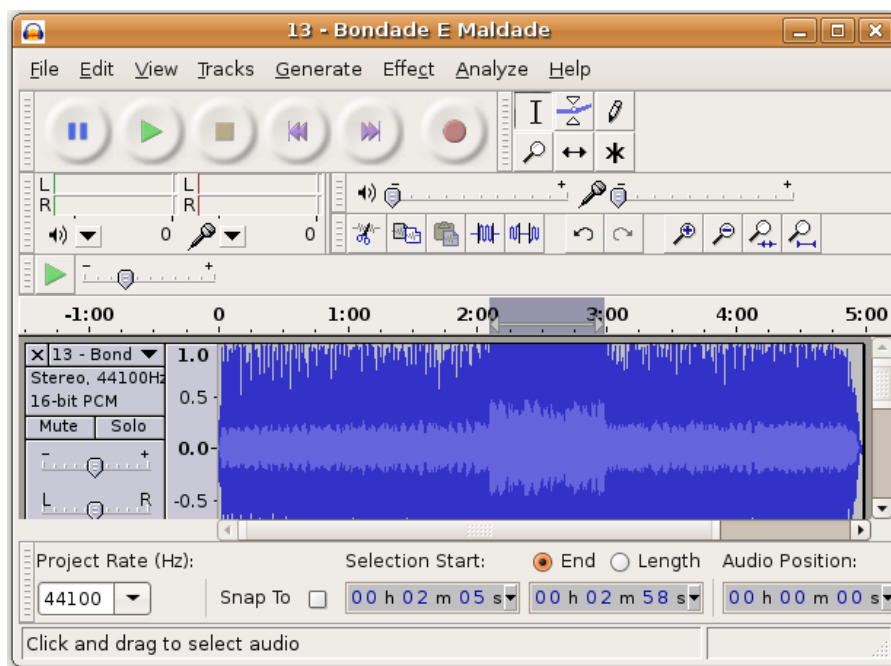 13 - Bondade E Maldade
File Edit View Tracks Generate Effect Analyze Help
L
R
L
R
- +
- +
0
0
- +
-1:00 0 1:00 2:00 3:00 4:00 5:00
13 - Bond
Stereo, 44100Hz
16-bit PCM
Mute Solo
- +
L R
1.0
0.5
0.0
-0.5
Project Rate (Hz): Selection Start: End Length Audio Position:
44100 Snap To 00 h 02 m 05 s 00 h 02 m 58 s 00 h 00 m 00 s
Click and drag to select audio